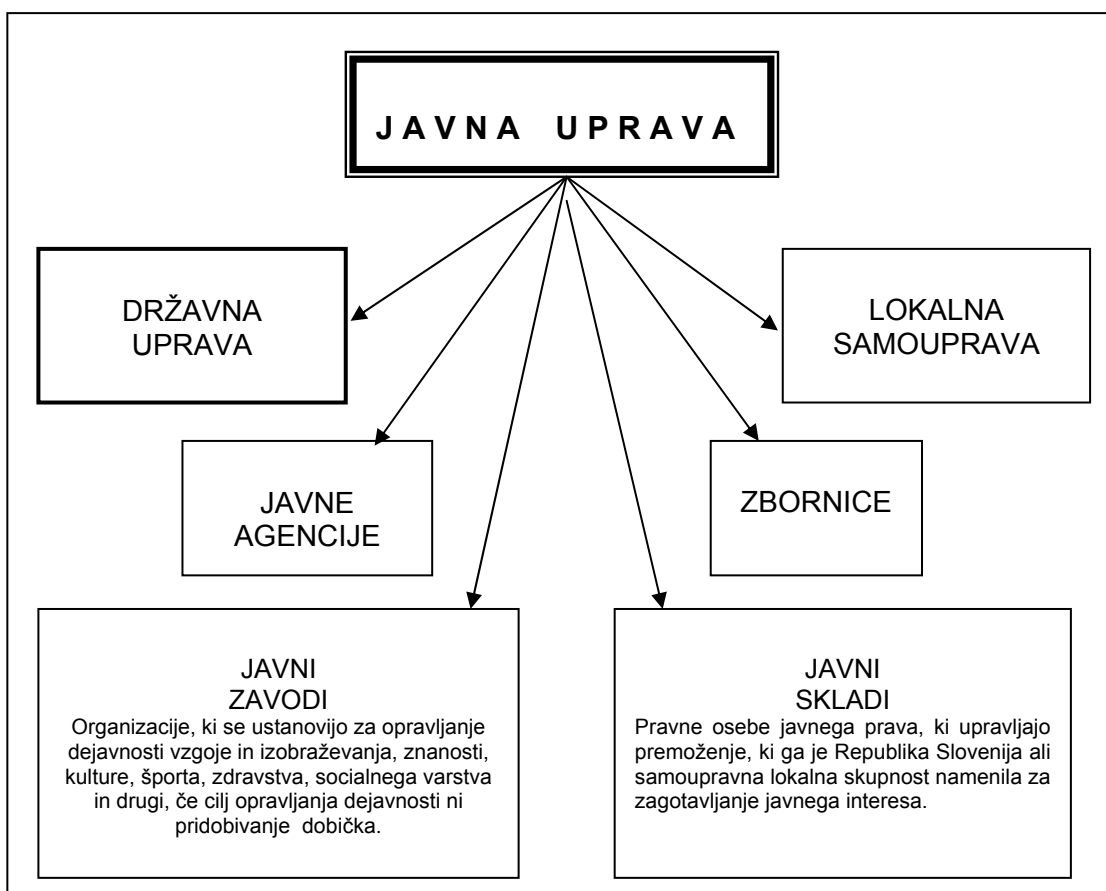 JAVNA UPRAVA
DRŽAVNA
UPRAVA
LOKALNA
SAMOUPRAVA
JAVNE
AGENCIJE
ZBORNICE
JAVNI
ZAVODI
Organizacije, ki se ustanovijo za opravljanje
dejavnosti vzgoje in izobraževanja, znanosti,
kulture, športa, zdravstva, socialnega varstva
in drugi, če cilj opravljanja dejavnosti ni
pridobivanje dobička.
JAVNI
SKLADI
Pravne osebe javnega prava, ki upravljajo
premoženje, ki ga je Republika Slovenija ali
samoupravna lokalna skupnost namenila za
zagotavljanje javnega interesa.